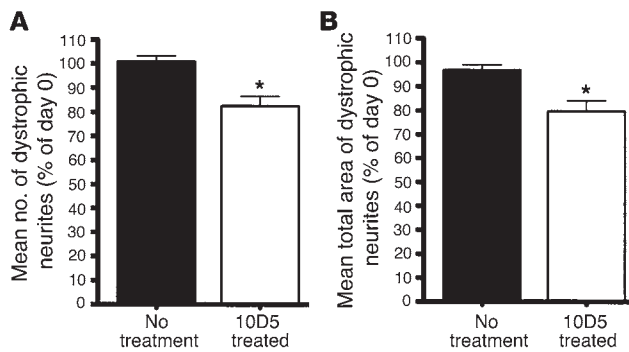 A
Mean no. of dystrophic
neurites (% of day 0)
110
100
90
80
70
60
50
40
30
20
10
0
*
No
treatment
10D5
treated
B
Mean total area of dystrophic
neurites (% of day 0)
110
100
90
80
70
60
50
40
30
20
10
0
*
No
treatment
10D5
treated